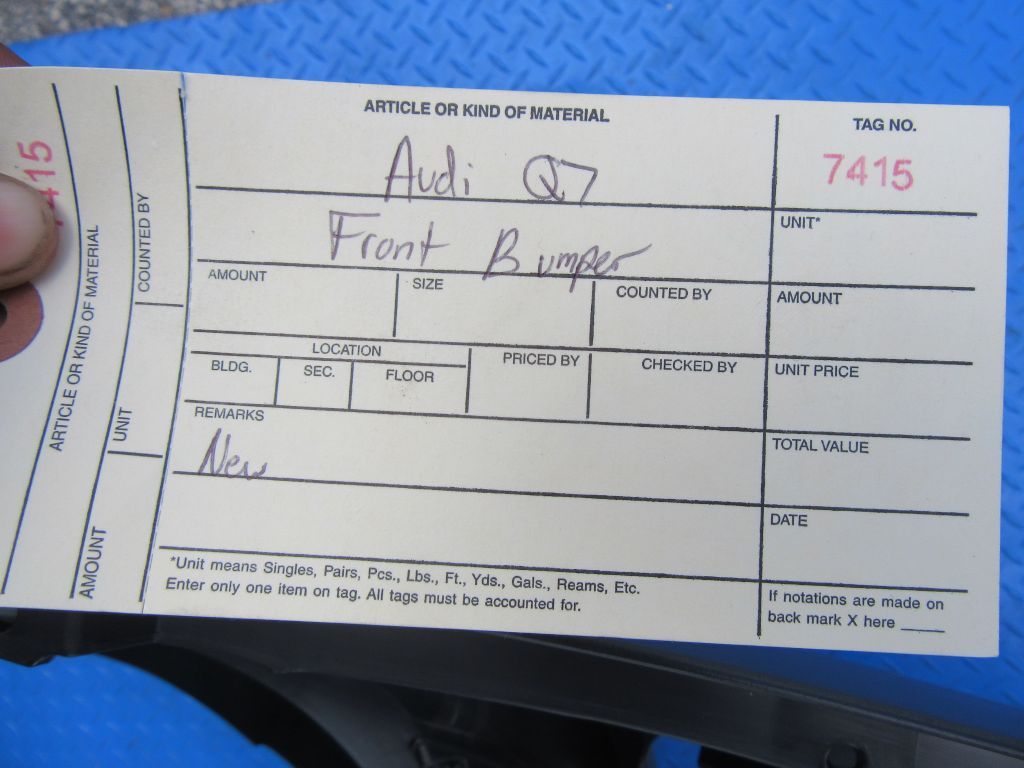 ARTICLE OR KIND OF MATERIAL
Audi Q7
Front Bumper
AMOUNT
SIZE
COUNTED BY
LOCATION
BLDG.
SEC.
FLOOR
PRICED BY
CHECKED BY
REMARKS
New
*Unit means Singles, Pairs, Pcs., Lbs., Ft., Yds., Gals., Reams, Etc.
Enter only one item on tag. All tags must be accounted for.
TAG NO.
7415
UNIT*
AMOUNT
UNIT PRICE
TOTAL VALUE
DATE
If notations are made on
back mark X here _____
7415
ARTICLE OR KIND OF MATERIAL
COUNTED BY
UNIT
AMOUNT